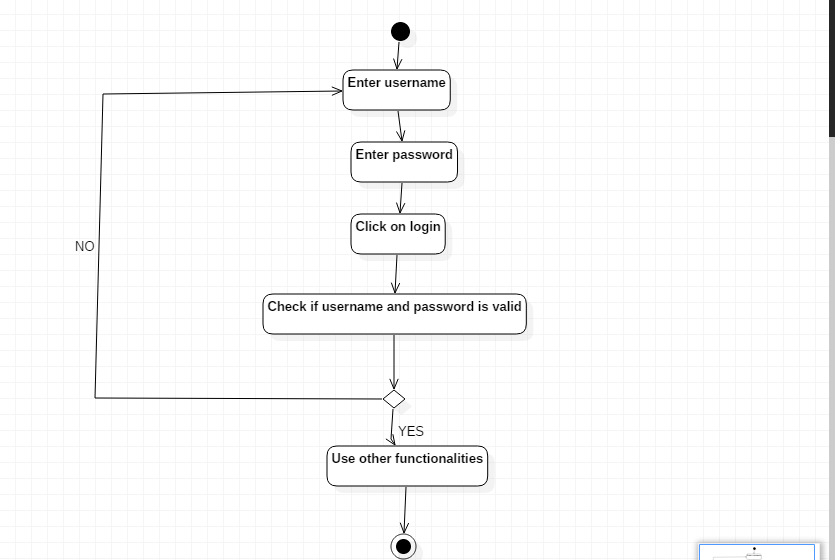 Enter username
Enter password
Click on login
NO
Check if username and password is valid
YES
Use other functionalities